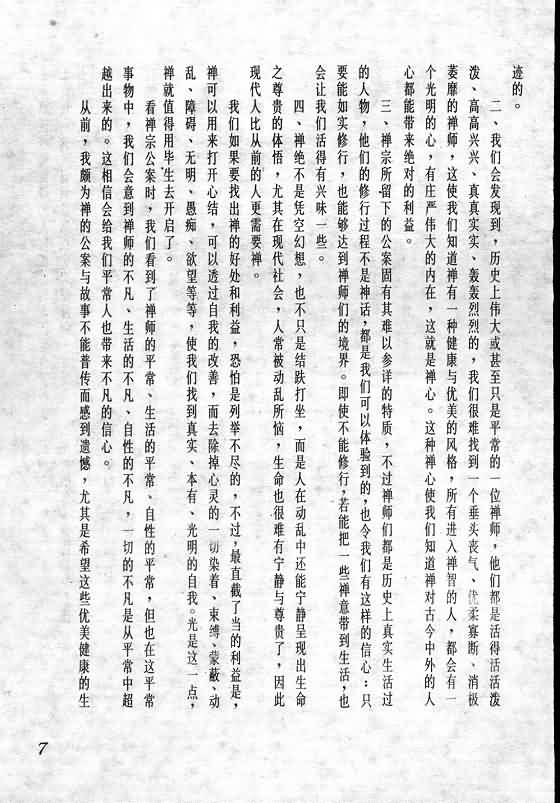 迹的。
二、我们会发现到，历史上伟大或甚至只是平常的一位禅师，他们都是活得活活泼
泼、高高兴兴、真真实实、轰轰烈烈的，我们很难找到一个垂头丧气、优柔寡断、消极
萎靡的禅师，这使我们知道禅有一种健康与优美的风格，所有进入禅智的人，都会有一
个光明的心，有庄严伟大的内在，这就是禅心。这种禅心使我们知道禅对古今中外的人
心都能带来绝对的利益。
三、禅宗所留下的公案固有其难以参详的特质，不过禅师们都是历史上真实生活过
的人物，他们的修行过程不是神话，都是我们可以体验到的，也令我们有这样的信心：只
要能如实修行，也能够达到禅师们的境界。即使不能修行，若能把一些禅意带到生活，也
会让我们活得有兴味一些。
四、禅绝不是凭空幻想，也不只是结跌打坐，而是人在动乱中还能宁静呈现出生命
之尊贵的体悟，尤其在现代社会，人常被动乱所恼，生命也很难有宁静与尊贵了，因此
现代人比从前的人更需要禅。
我们如果要找出禅的好处和利益，恐怕是列举不尽的，不过，最直截了当的利益是，
禅可以用来打开心结，可以透过自我的改善，而去除掉心灵的一切染着、束缚、蒙蔽、动
乱、障碍、无明、愚痴、欲望等等，使我们找到真实、本有、光明的自我。光是这一点，
禅就值得用毕生去开启了。
看禅宗公案时，我们看到了禅师的平常、生活的平常、自性的平常，但也在这平常
事物中，我们会意到禅师的不凡、生活的不凡、自性的不凡，一切的不凡是从平常中超
越出来的。这相信会给我们平常人也带来不凡的信心。
从前，我颇为禅的公案与故事不能普传而感到遗憾，尤其是希望这些优美健康的生
7